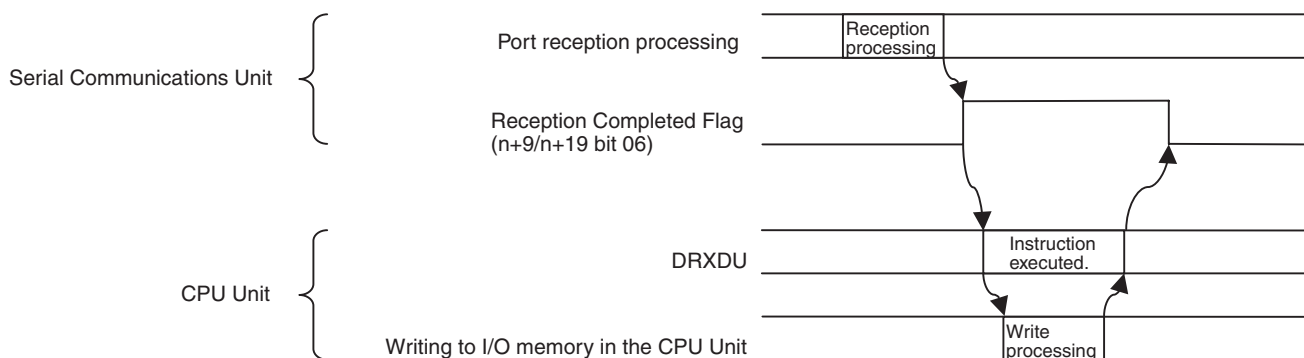 Port reception processing
Reception
processing
Serial Communications Unit
Reception Completed Flag
(n+9/n+19 bit 06)
DRXDU
Instruction
executed.
CPU Unit
Writing to I/O memory in the CPU Unit
Write
processing